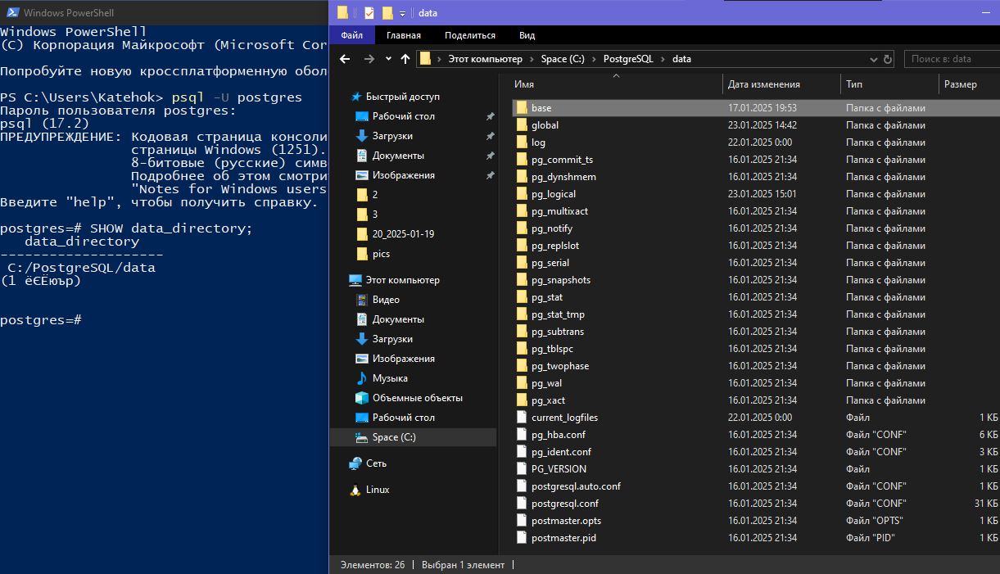 Windows PowerShell
Windows PowerShell
(C) Корпорация Майкрософт (Microsoft Cor
Попробуйте новую кроссплатформенную обол
PS C:\Users\Katehok> psql -U postgres
Пароль пользователя postgres:
psql (17.2)
ПРЕДУПРЕЖДЕНИЕ: Кодовая страница консоли
страницы Windows (1251).
8-битовые (русские) симв
Подробнее об этом смотри
"Notes for Windows users
Введите "help", чтобы получить справку.
postgres=# SHOW data_directory;
data_directory
--------------------
C:/PostgreSQL/data
(1 ёЄЁюър)
postgres=#
data
Файл Главная Поделиться Вид
Этот компьютер > Space (C:) > PostgreSQL > data
Поиск в: data
Быстрый доступ
Рабочий стол
Загрузки
Документы
Изображения
2
3
20_2025-01-19
pics
Этот компьютер
Видео
Документы
Загрузки
Изображения
Музыка
Объемные объекты
Рабочий стол
Space (C:)
Сеть
Linux
Имя Дата изменения Тип Размер
base 17.01.2025 19:53 Папка с файлами
global 23.01.2025 14:42 Папка с файлами
log 22.01.2025 0:00 Папка с файлами
pg_commit_ts 16.01.2025 21:34 Папка с файлами
pg_dynshmem 16.01.2025 21:34 Папка с файлами
pg_logical 23.01.2025 15:01 Папка с файлами
pg_multixact 16.01.2025 21:34 Папка с файлами
pg_notify 16.01.2025 21:34 Папка с файлами
pg_replslot 16.01.2025 21:34 Папка с файлами
pg_serial 16.01.2025 21:34 Папка с файлами
pg_snapshots 16.01.2025 21:34 Папка с файлами
pg_stat 16.01.2025 21:34 Папка с файлами
pg_stat_tmp 16.01.2025 21:34 Папка с файлами
pg_subtrans 16.01.2025 21:34 Папка с файлами
pg_tblspc 16.01.2025 21:34 Папка с файлами
pg_twophase 16.01.2025 21:34 Папка с файлами
pg_wal 16.01.2025 21:34 Папка с файлами
pg_xact 16.01.2025 21:34 Папка с файлами
current_logfiles 22.01.2025 0:00 Файл 1 КБ
pg_hba.conf 16.01.2025 21:34 Файл "CONF" 6 КБ
pg_ident.conf 16.01.2025 21:34 Файл "CONF" 3 КБ
PG_VERSION 16.01.2025 21:34 Файл 1 КБ
postgresql.auto.conf 16.01.2025 21:34 Файл "CONF" 1 КБ
postgresql.conf 16.01.2025 21:34 Файл "CONF" 31 КБ
postmaster.opts 16.01.2025 21:34 Файл "OPTS" 1 КБ
postmaster.pid 16.01.2025 21:34 Файл "PID" 1 КБ
Элементов: 26 | Выбран 1 элемент |